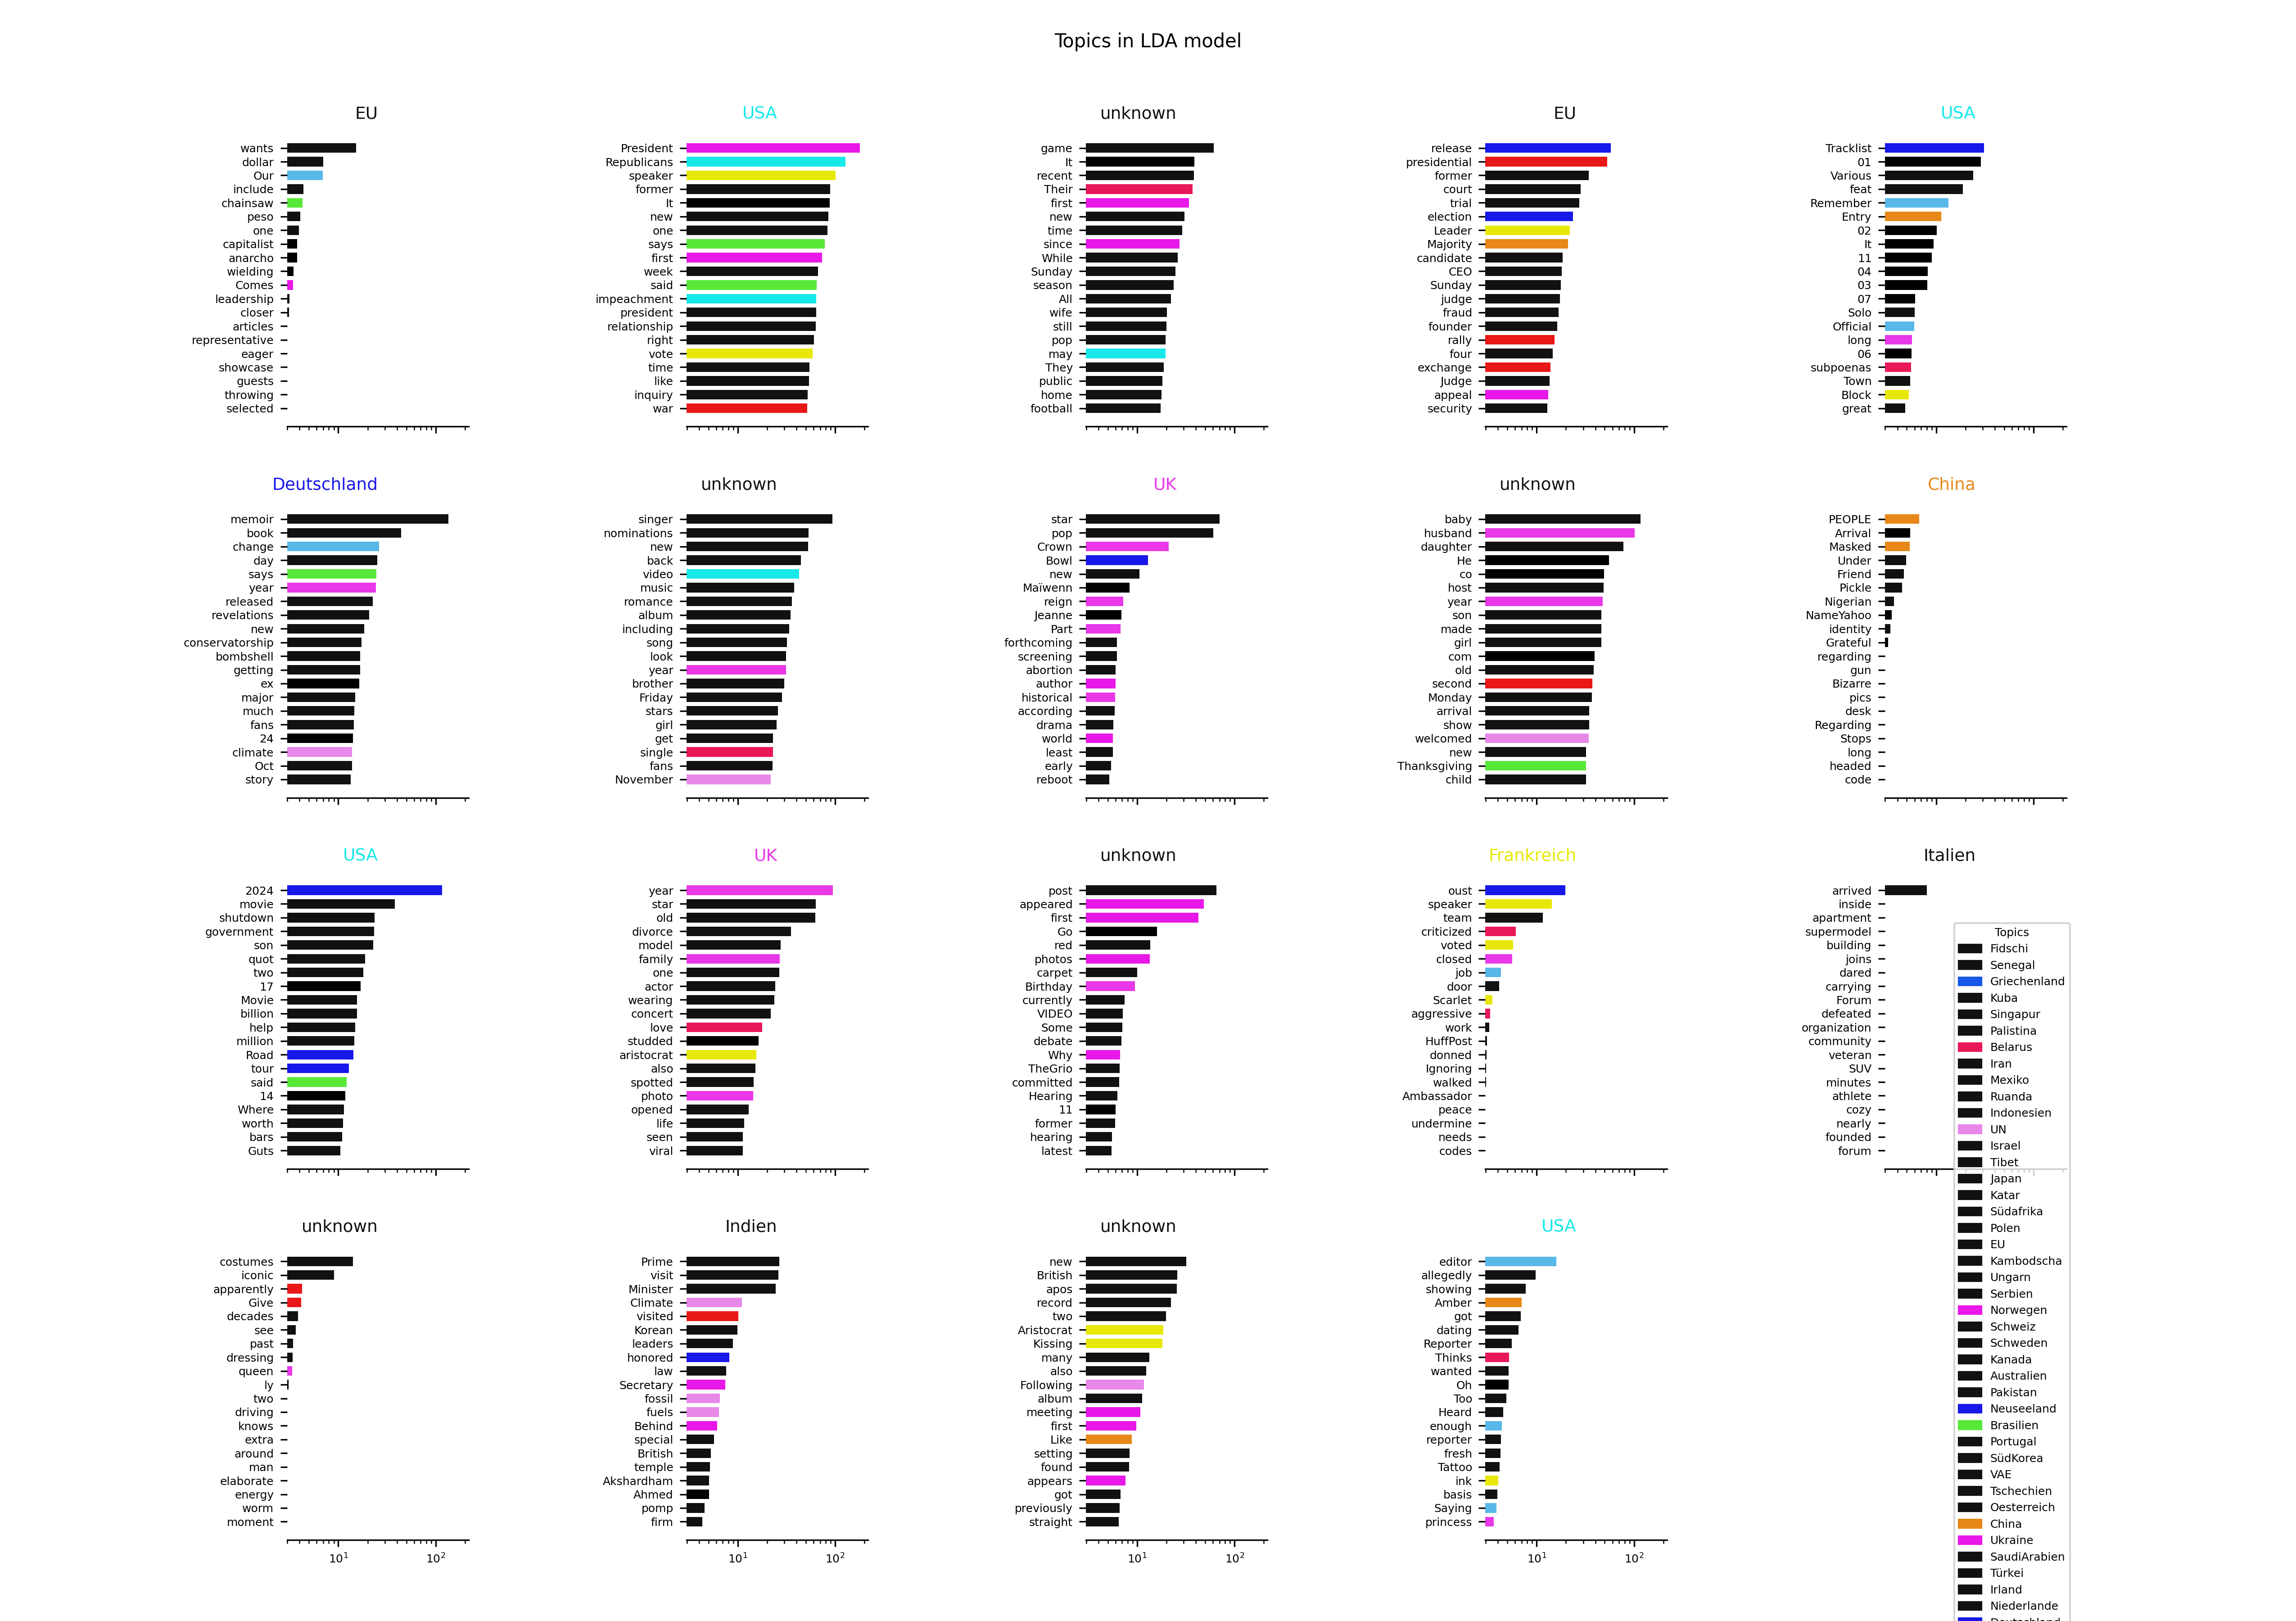 Topics in LDA model
EU
wants
dollar
Our
include
chainsaw
peso
one
capitalist
anarcho
wielding
Comes
leadership
closer
articles
representative
eager
showcase
guests
throwing
selected
USA
President
Republicans
speaker
former
It
new
one
says
first
week
said
impeachment
president
relationship
right
vote
time
like
inquiry
war
unknown
game
It
recent
Their
first
new
time
since
While
Sunday
season
All
wife
still
pop
may
They
public
home
football
EU
release
presidential
former
court
trial
election
Leader
Majority
candidate
CEO
Sunday
judge
fraud
founder
rally
four
exchange
Judge
appeal
security
USA
Tracklist
01
Various
feat
Remember
Entry
02
It
11
04
03
07
Solo
Official
long
06
subpoenas
Town
Block
great
Deutschland
memoir
book
change
day
says
year
released
revelations
new
conservatorship
bombshell
getting
ex
major
much
fans
24
climate
Oct
story
unknown
singer
nominations
new
back
video
music
romance
album
including
song
look
year
brother
Friday
stars
girl
get
single
fans
November
UK
star
pop
Crown
Bowl
new
Maïwenn
reign
Jeanne
Part
forthcoming
screening
abortion
author
historical
according
drama
world
least
early
reboot
unknown
baby
husband
daughter
He
co
host
year
son
made
girl
com
old
second
Monday
arrival
show
welcomed
new
Thanksgiving
child
China
PEOPLE
Arrival
Masked
Under
Friend
Pickle
Nigerian
NameYahoo
identity
Grateful
regarding
gun
Bizarre
pics
desk
Regarding
Stops
long
headed
code
USA
2024
movie
shutdown
government
son
quot
two
17
Movie
billion
help
million
Road
tour
said
14
Where
worth
bars
Guts
UK
year
star
old
divorce
model
family
one
actor
wearing
concert
love
studded
aristocrat
also
spotted
photo
opened
life
seen
viral
unknown
post
appeared
first
Go
red
photos
carpet
Birthday
currently
VIDEO
Some
debate
Why
TheGrio
committed
Hearing
11
former
hearing
latest
Frankreich
oust
speaker
team
criticized
voted
closed
job
door
Scarlet
aggressive
work
HuffPost
donned
Ignoring
walked
Ambassador
peace
undermine
needs
codes
Italien
arrived
inside
apartment
supermodel
building
joins
dared
carrying
Forum
defeated
organization
community
veteran
SUV
minutes
athlete
cozy
nearly
founded
forum
unknown
costumes
iconic
apparently
Give
decades
see
past
dressing
queen
ly
two
driving
knows
extra
around
man
elaborate
energy
worm
moment
10¹ 10²
Indien
Prime
visit
Minister
Climate
visited
Korean
leaders
honored
law
Secretary
fossil
fuels
Behind
special
British
temple
Akshardham
Ahmed
pomp
firm
10¹ 10²
unknown
new
British
apos
record
two
Aristocrat
Kissing
many
also
Following
album
meeting
first
Like
setting
found
appears
got
previously
straight
10¹ 10²
USA
editor
allegedly
showing
Amber
got
dating
Reporter
Thinks
wanted
Oh
Too
Heard
enough
reporter
fresh
Tattoo
ink
basis
Saying
princess
10¹ 10²
Topics
Fidschi
Senegal
Griechenland
Kuba
Singapur
Palistina
Belarus
Iran
Mexiko
Ruanda
Indonesien
UN
Israel
Tibet
Japan
Katar
Südafrika
Polen
EU
Kambodscha
Ungarn
Serbien
Norwegen
Schweiz
Schweden
Kanada
Australien
Pakistan
Neuseeland
Brasilien
Portugal
SüdKorea
VAE
Tschechien
Oesterreich
China
Ukraine
SaudiArabien
Türkei
Irland
Niederlande